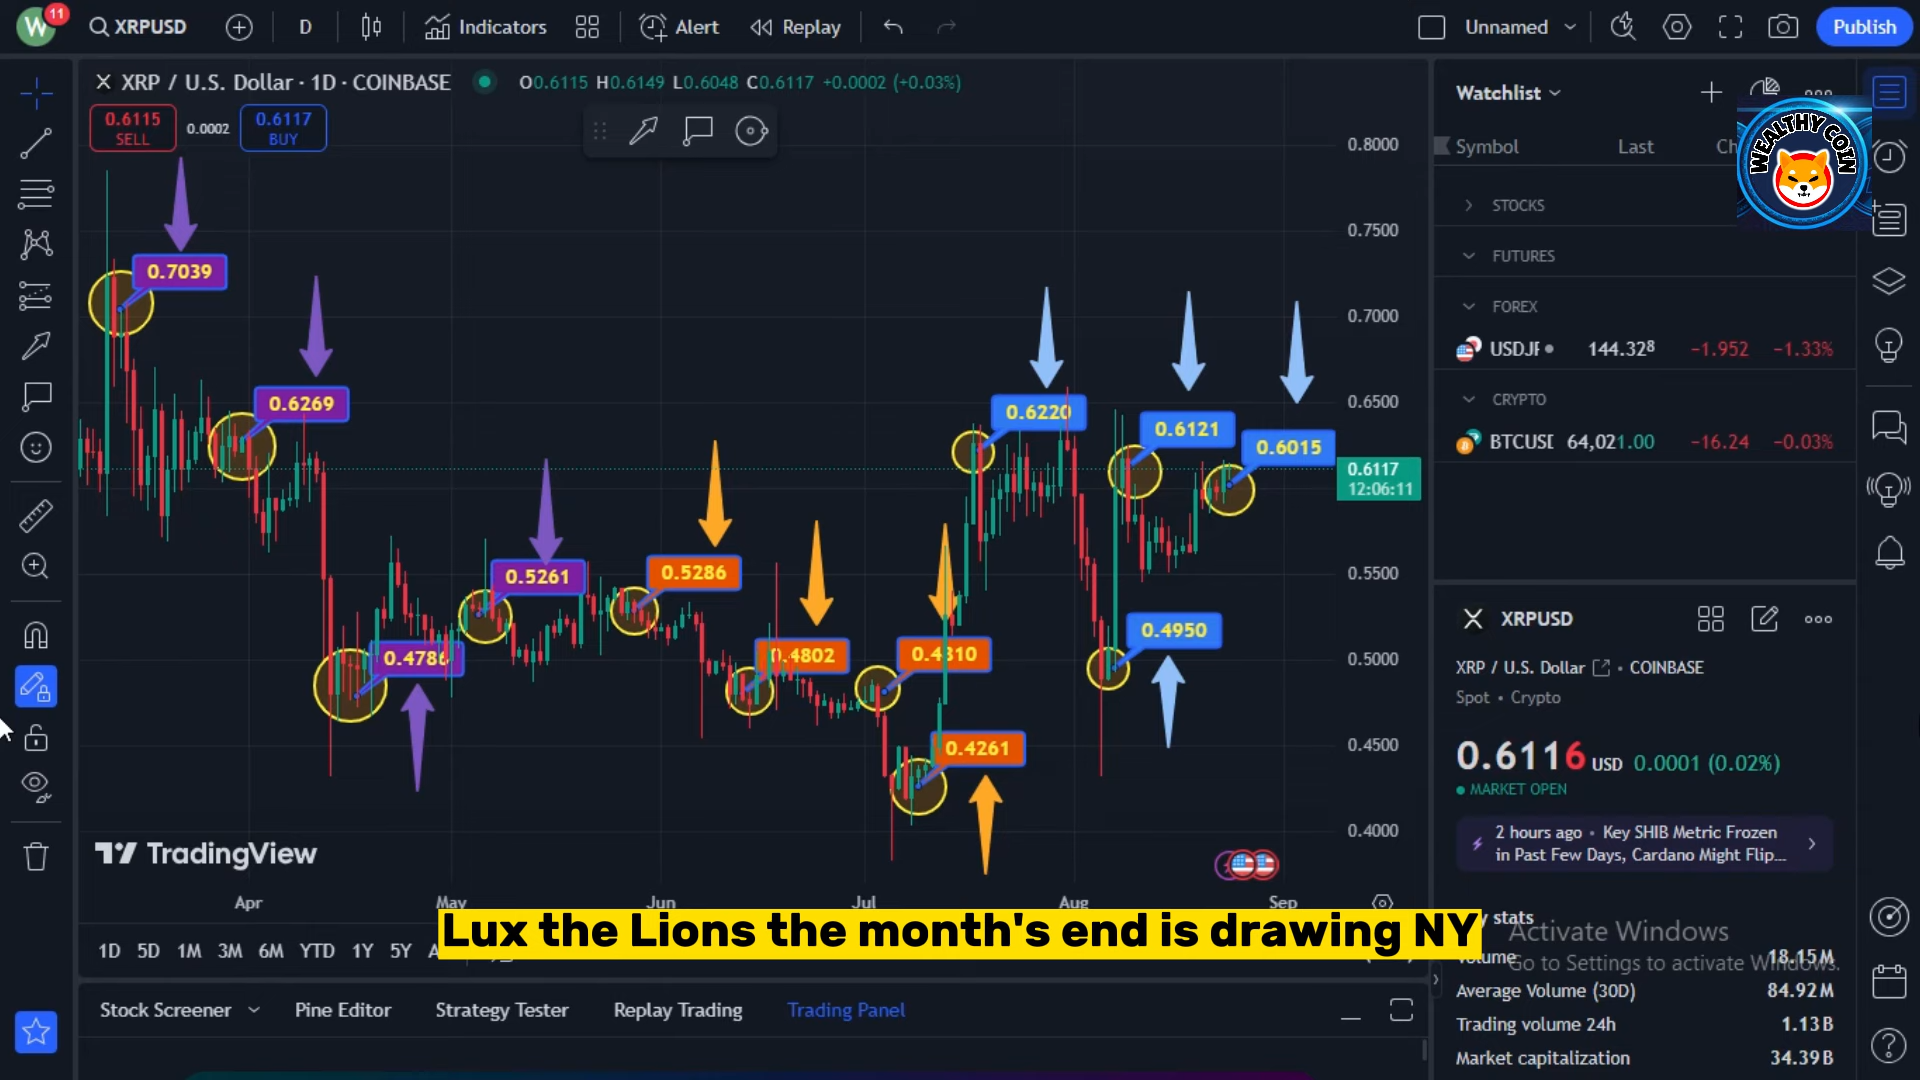 W 11 XRPUSD D Indicators Alert Replay Unnamed Publish
XRP / U.S. Dollar · 1D · COINBASE O0.6115 H0.6149 L0.6048 C0.6117 +0.0002 (+0.03%)
0.6115
SELL
0.0002
0.6117
BUY
0.7039
0.6269
0.4786
0.5261
0.5286
0.4802
0.4310
0.4261
0.6220
0.6121
0.6015
0.4950
0.8000
0.7500
0.7000
0.6500
0.6117
12:06:11
0.5500
0.5000
0.4500
0.4000
TradingView
Apr May Jun Jul Aug Sep
Lux the Lions the month's end is drawing NY
1D 5D 1M 3M 6M YTD 1Y 5Y
Stock Screener Pine Editor Strategy Tester Replay Trading Trading Panel
Watchlist
WEALTHY COIN
Symbol Last Ch
STOCKS
FUTURES
FOREX
USDJ 144.328 −1.952 −1.33%
CRYPTO
BTCUSD 64,021.00 −16.24 −0.03%
XRPUSD
XRP / U.S. Dollar • COINBASE
Spot • Crypto
0.6116 USD 0.0001 (0.02%)
MARKET OPEN
2 hours ago • Key SHIB Metric Frozen
in Past Few Days, Cardano Might Flip...
stats
Activate Windows
Go to Settings to activate Windows.
Volume 18.15M
Average Volume (30D) 84.92M
Trading volume 24h 1.13B
Market capitalization 34.39B